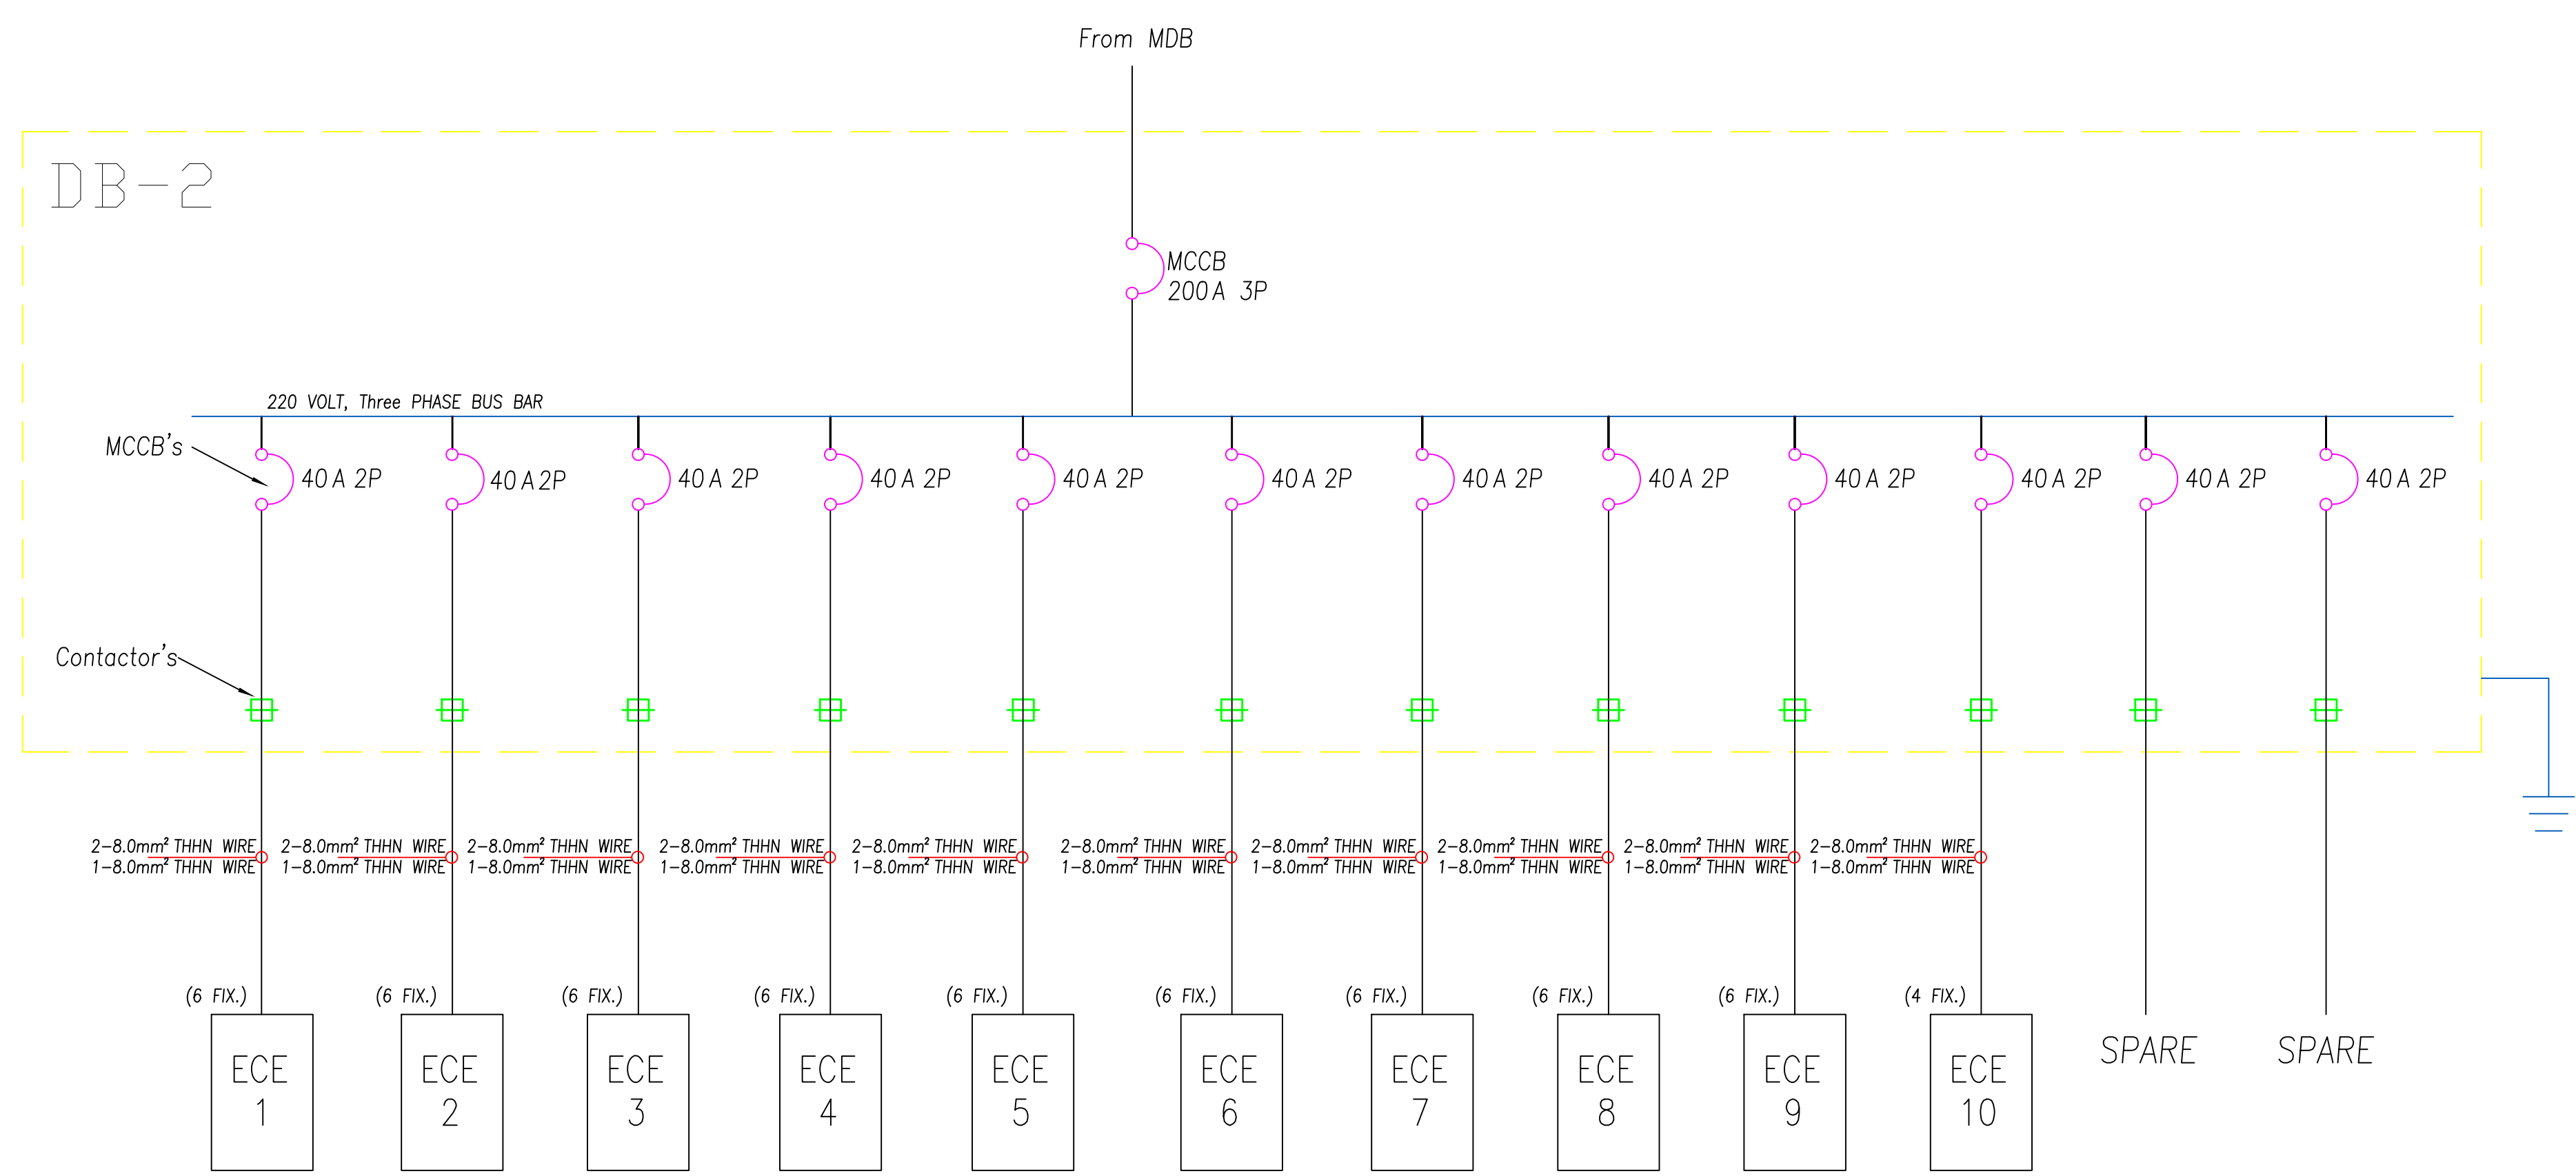 From MDB
DB-2
MCCB
200A 3P
220 VOLT, Three PHASE BUS BAR
MCCB's
40A 2P
40A 2P
40A 2P
40A 2P
40A 2P
40A 2P
40A 2P
40A 2P
40A 2P
40A 2P
40A 2P
40A 2P
Contactor's
2-8.0mm² THHN WIRE
1-8.0mm² THHN WIRE
2-8.0mm² THHN WIRE
1-8.0mm² THHN WIRE
2-8.0mm² THHN WIRE
1-8.0mm² THHN WIRE
2-8.0mm² THHN WIRE
1-8.0mm² THHN WIRE
2-8.0mm² THHN WIRE
1-8.0mm² THHN WIRE
2-8.0mm² THHN WIRE
1-8.0mm² THHN WIRE
2-8.0mm² THHN WIRE
1-8.0mm² THHN WIRE
2-8.0mm² THHN WIRE
1-8.0mm² THHN WIRE
2-8.0mm² THHN WIRE
1-8.0mm² THHN WIRE
2-8.0mm² THHN WIRE
1-8.0mm² THHN WIRE
(6 FIX.)
(6 FIX.)
(6 FIX.)
(6 FIX.)
(6 FIX.)
(6 FIX.)
(6 FIX.)
(6 FIX.)
(6 FIX.)
(4 FIX.)
ECE
1
ECE
2
ECE
3
ECE
4
ECE
5
ECE
6
ECE
7
ECE
8
ECE
9
ECE
10
SPARE
SPARE